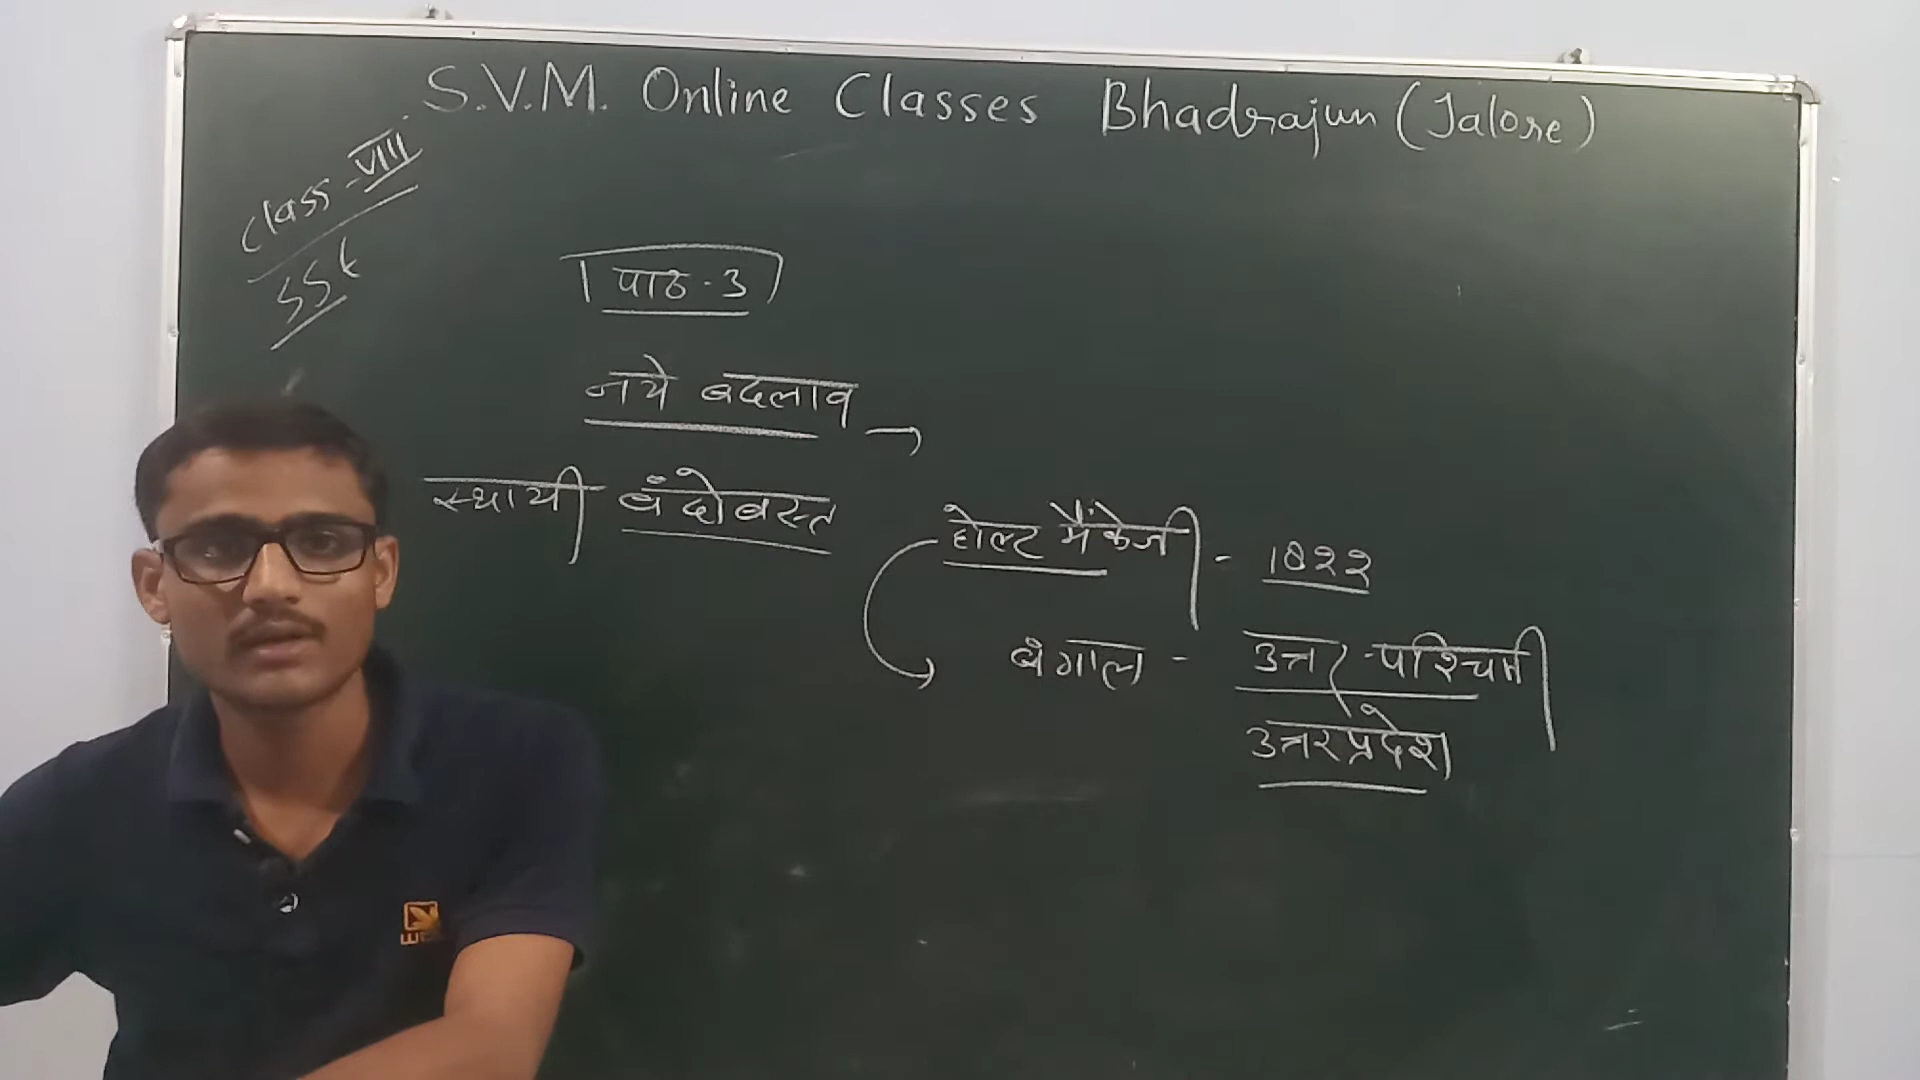 S.V.M. Online Classes Bhadrajun (Jalore)
Class-VIII
SSt
पाठ-3
नये बदलाव →
स्थायी बंदोबस्त
होल्ट मैंकेजी - 1822
बंगाल - उत्तर-पश्चिमी
उत्तरप्रदेश